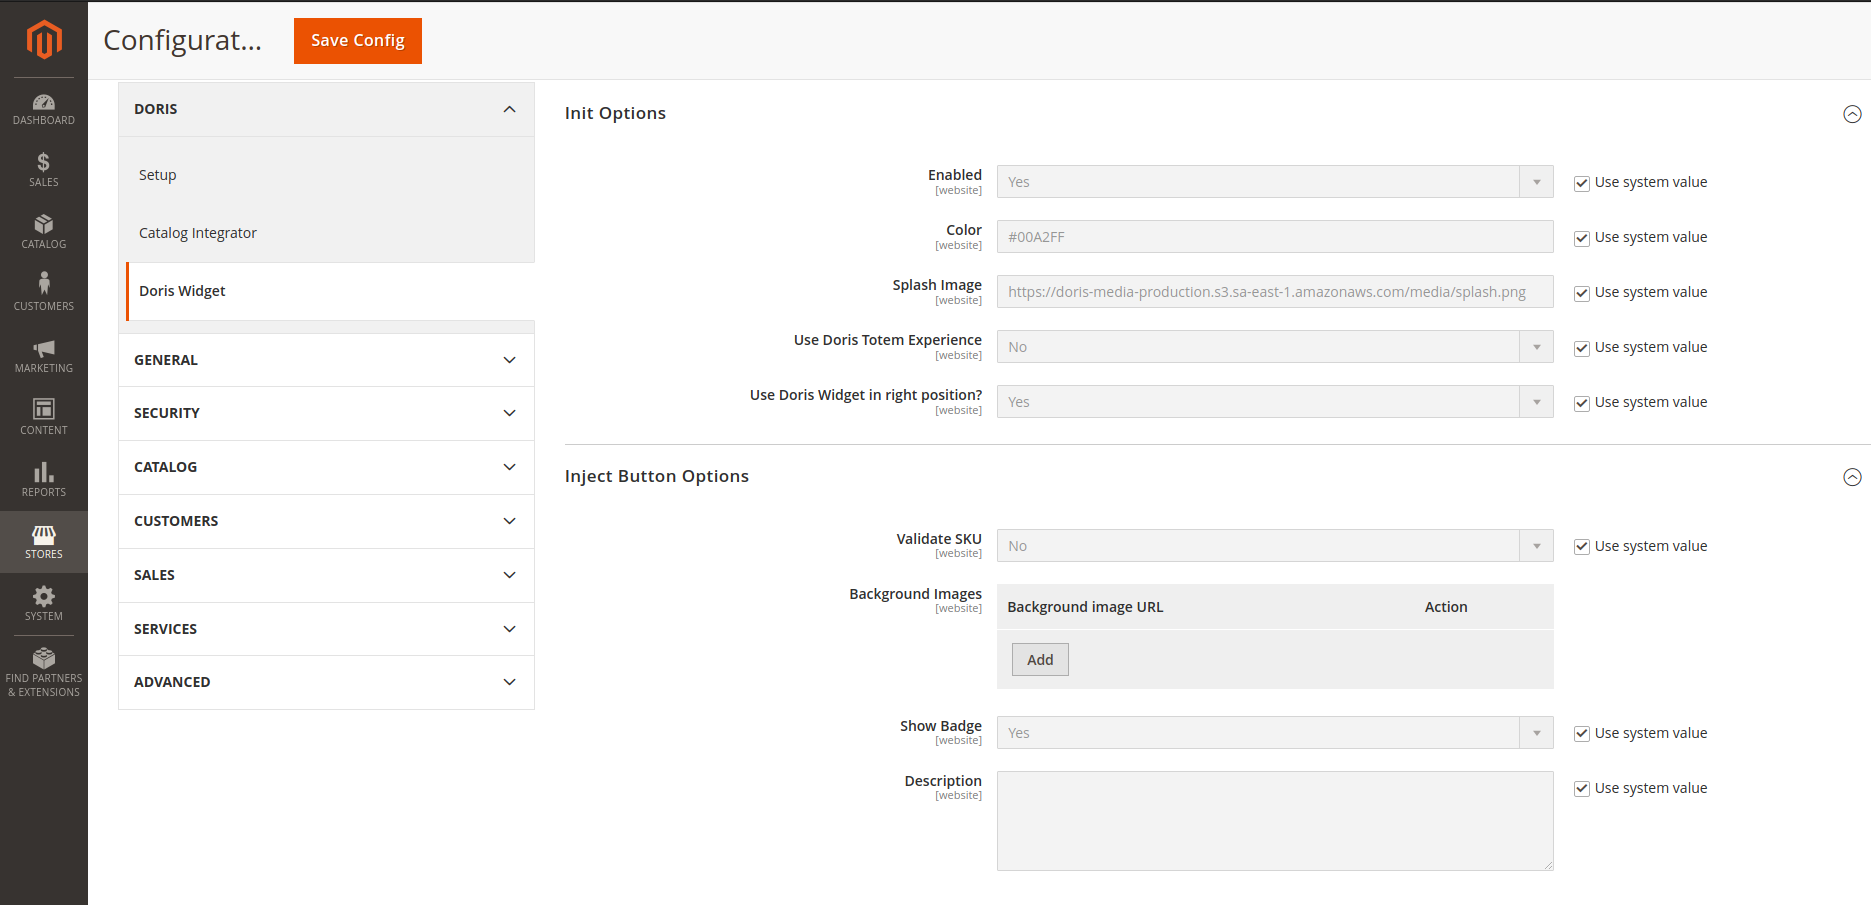 Configurat...
Save Config
DASHBOARD
SALES
CATALOG
CUSTOMERS
MARKETING
CONTENT
REPORTS
STORES
SYSTEM
FIND PARTNERS
& EXTENSIONS
DORIS
Setup
Catalog Integrator
Doris Widget
GENERAL
SECURITY
CATALOG
CUSTOMERS
SALES
SERVICES
ADVANCED
Init Options
Enabled
[website]
Yes
Use system value
Color
[website]
#00A2FF
Use system value
Splash Image
[website]
https://doris-media-production.s3.sa-east-1.amazonaws.com/media/splash.png
Use system value
Use Doris Totem Experience
[website]
No
Use system value
Use Doris Widget in right position?
[website]
Yes
Use system value
Inject Button Options
Validate SKU
[website]
No
Use system value
Background Images
[website]
Background image URL Action
Add
Show Badge
[website]
Yes
Use system value
Description
[website]
Use system value